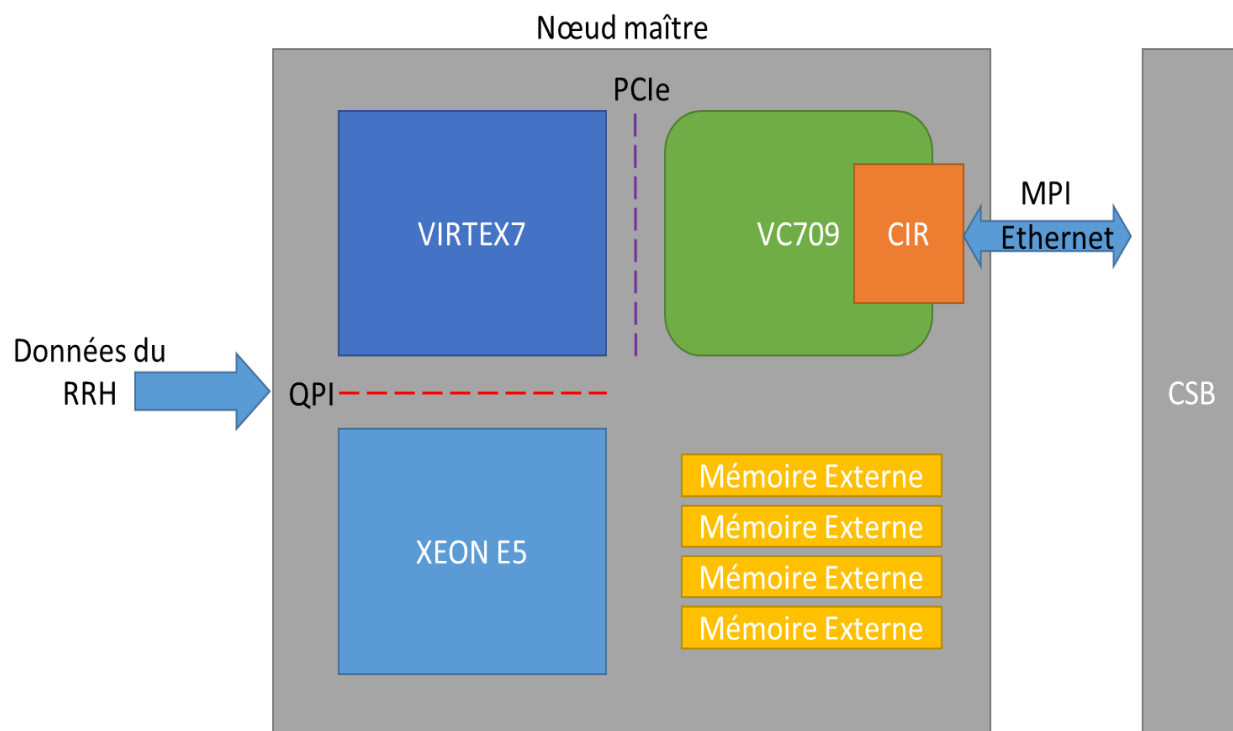 Nœud maître
PCIe
VIRTEX7
VC709
CIR
MPI
Ethernet
Données du
RRH
QPI
CSB
XEON E5
Mémoire Externe
Mémoire Externe
Mémoire Externe
Mémoire Externe